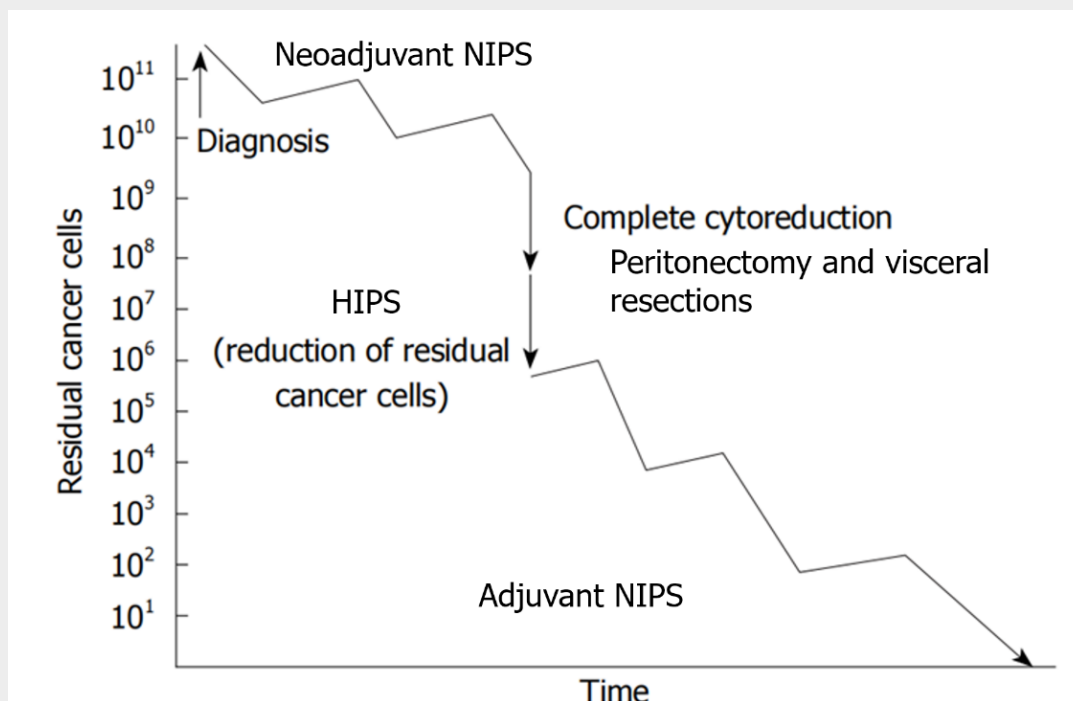 Neoadjuvant NIPS
10¹¹
Diagnosis
10¹⁰
10⁹
Complete cytoreduction
10⁸
Peritonectomy and visceral
resections
10⁷
HIPS
10⁶
(reduction of residual
cancer cells)
10⁵
10⁴
10³
10²
10¹
Adjuvant NIPS
Residual cancer cells
Time